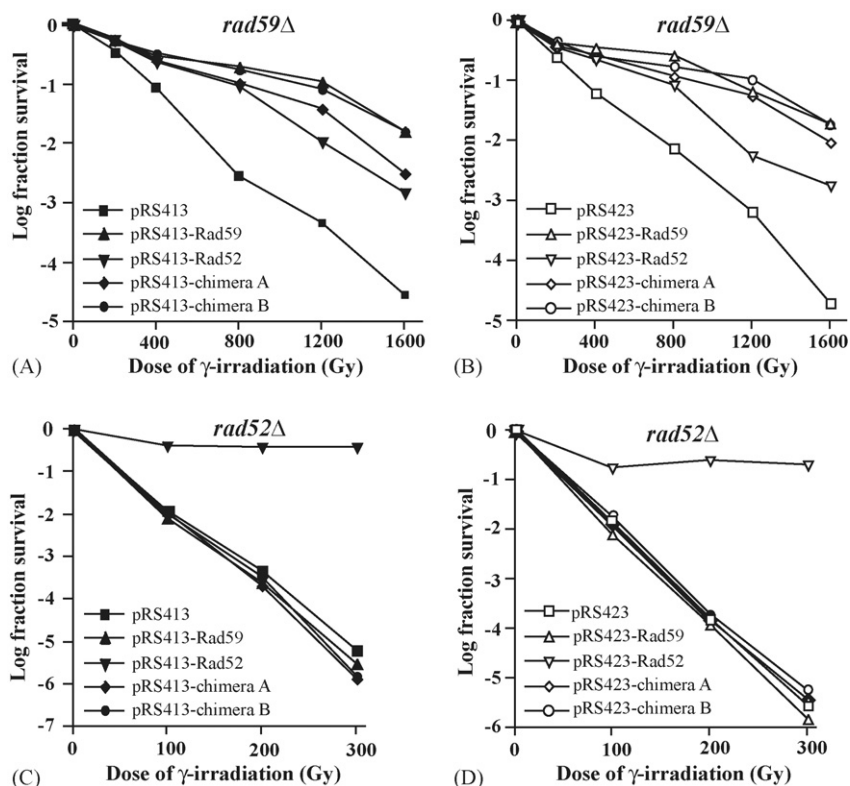 rad59Δ
0
-1
-2
-3
-4
-5
Log fraction survival
pRS413
pRS413-Rad59
pRS413-Rad52
pRS413-chimera A
pRS413-chimera B
0 400 800 1200 1600
(A) Dose of γ-irradiation (Gy)
rad59Δ
0
-1
-2
-3
-4
-5
Log fraction survival
pRS423
pRS423-Rad59
pRS423-Rad52
pRS423-chimera A
pRS423-chimera B
0 400 800 1200 1600
(B) Dose of γ-irradiation (Gy)
rad52Δ
0
-1
-2
-3
-4
-5
-6
-7
Log fraction survival
pRS413
pRS413-Rad59
pRS413-Rad52
pRS413-chimera A
pRS413-chimera B
0 100 200 300
(C) Dose of γ-irradiation (Gy)
rad52Δ
0
-1
-2
-3
-4
-5
-6
Log fraction survival
pRS423
pRS423-Rad59
pRS423-Rad52
pRS423-chimera A
pRS423-chimera B
0 100 200 300
(D) Dose of γ-irradiation (Gy)